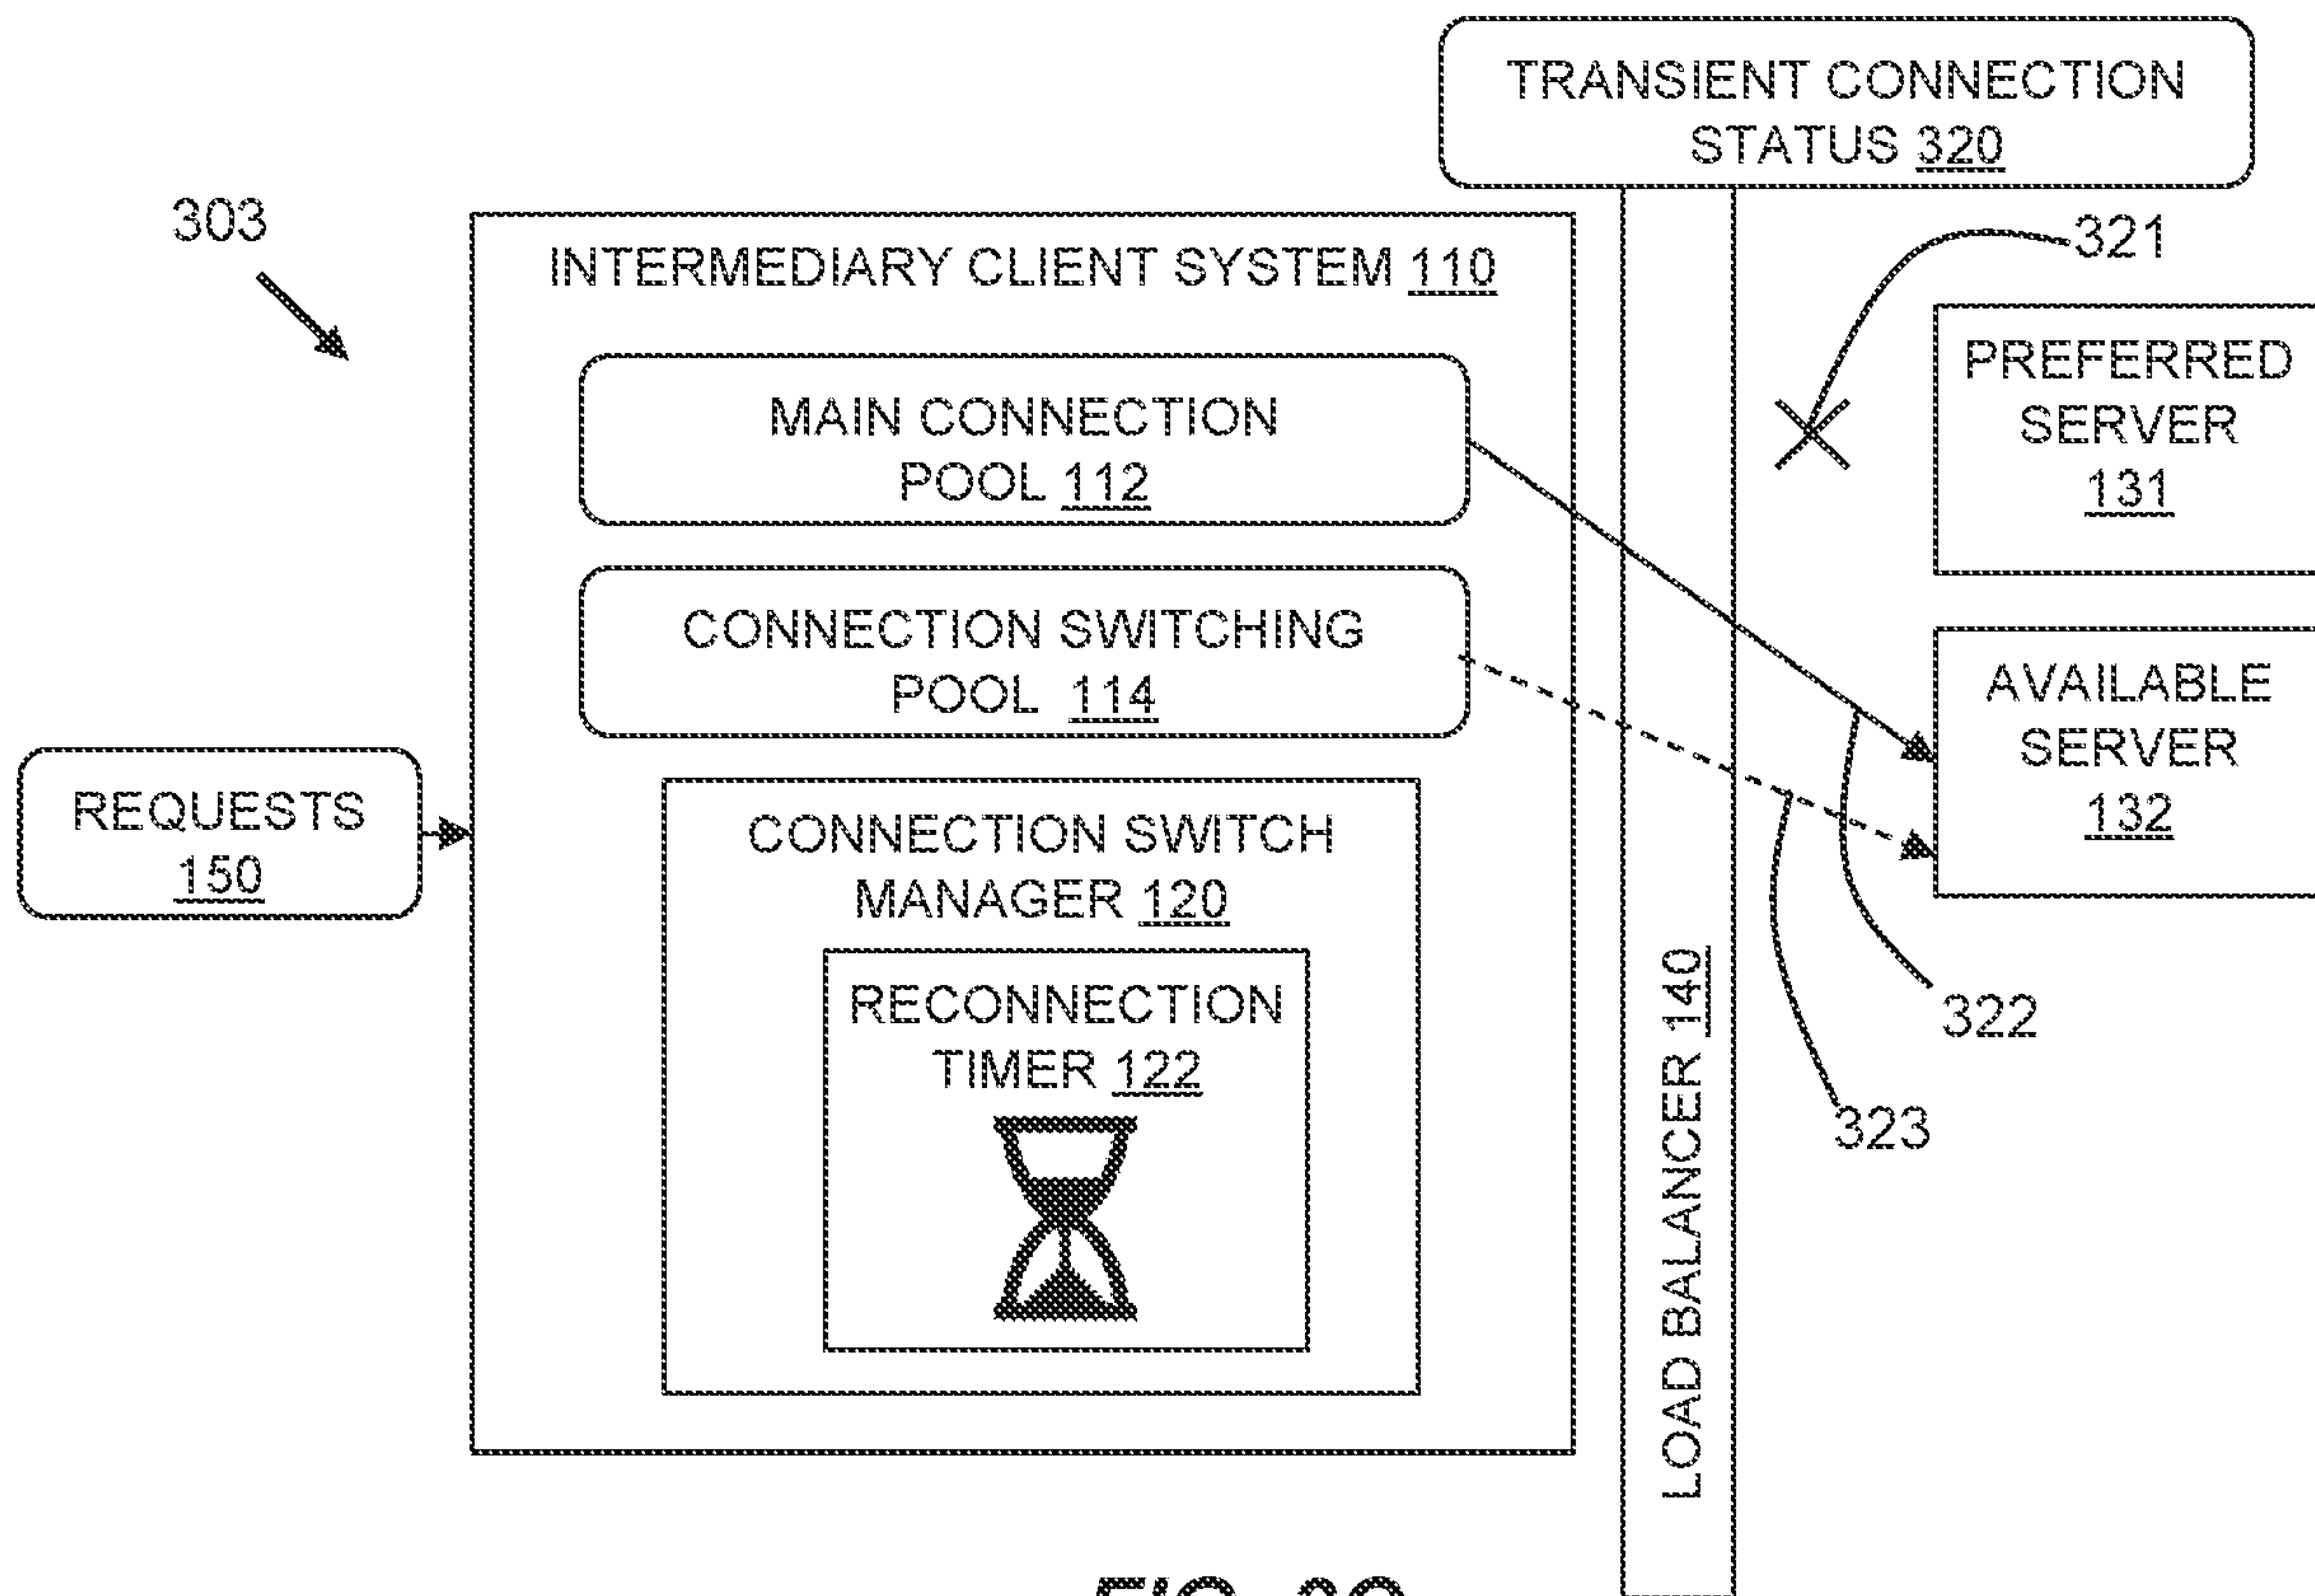 TRANSIENT CONNECTION
STATUS 320
303
321
INTERMEDIARY CLIENT SYSTEM 110
MAIN CONNECTION
POOL 112
PREFERRED
SERVER
131
CONNECTION SWITCHING
POOL 114
AVAILABLE
SERVER
132
REQUESTS
150
CONNECTION SWITCH
MANAGER 120
RECONNECTION
TIMER 122
LOAD BALANCER 140
322
323